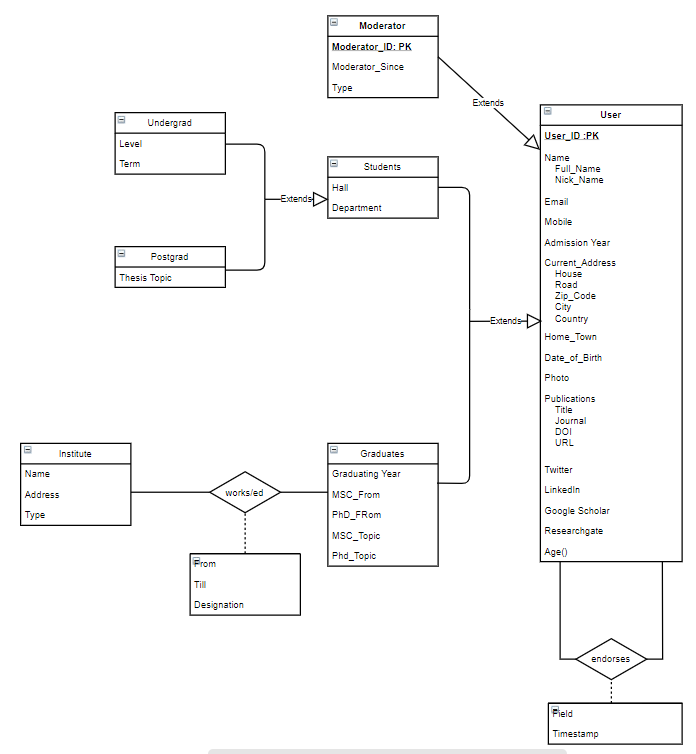 Moderator
Moderator_ID: PK
Moderator_Since
Type
Extends
User
User_ID :PK
Name
Full_Name
Nick_Name
Email
Mobile
Admission Year
Current_Address
House
Road
Zip_Code
City
Country
Home_Town
Date_of_Birth
Photo
Publications
Title
Journal
DOI
URL
Twitter
LinkedIn
Google Scholar
Researchgate
Age()
Undergrad
Level
Term
Students
Hall
Department
Extends
Postgrad
Thesis Topic
Extends
Institute
Name
Address
Type
works/ed
Graduates
Graduating Year
MSC_From
PhD_FRom
MSC_Topic
Phd_Topic
From
Till
Designation
endorses
Field
Timestamp